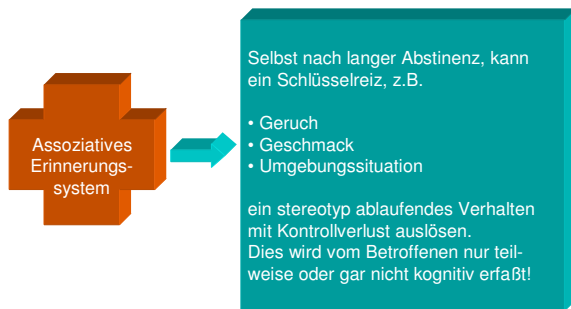 Assoziatives
Erinnerungs-
system
Selbst nach langer Abstinenz, kann
ein Schlüsselreiz, z.B.
• Geruch
• Geschmack
• Umgebungssituation
ein stereotyp ablaufendes Verhalten
mit Kontrollverlust auslösen.
Dies wird vom Betroffenen nur teil-
weise oder gar nicht kognitiv erfaßt!